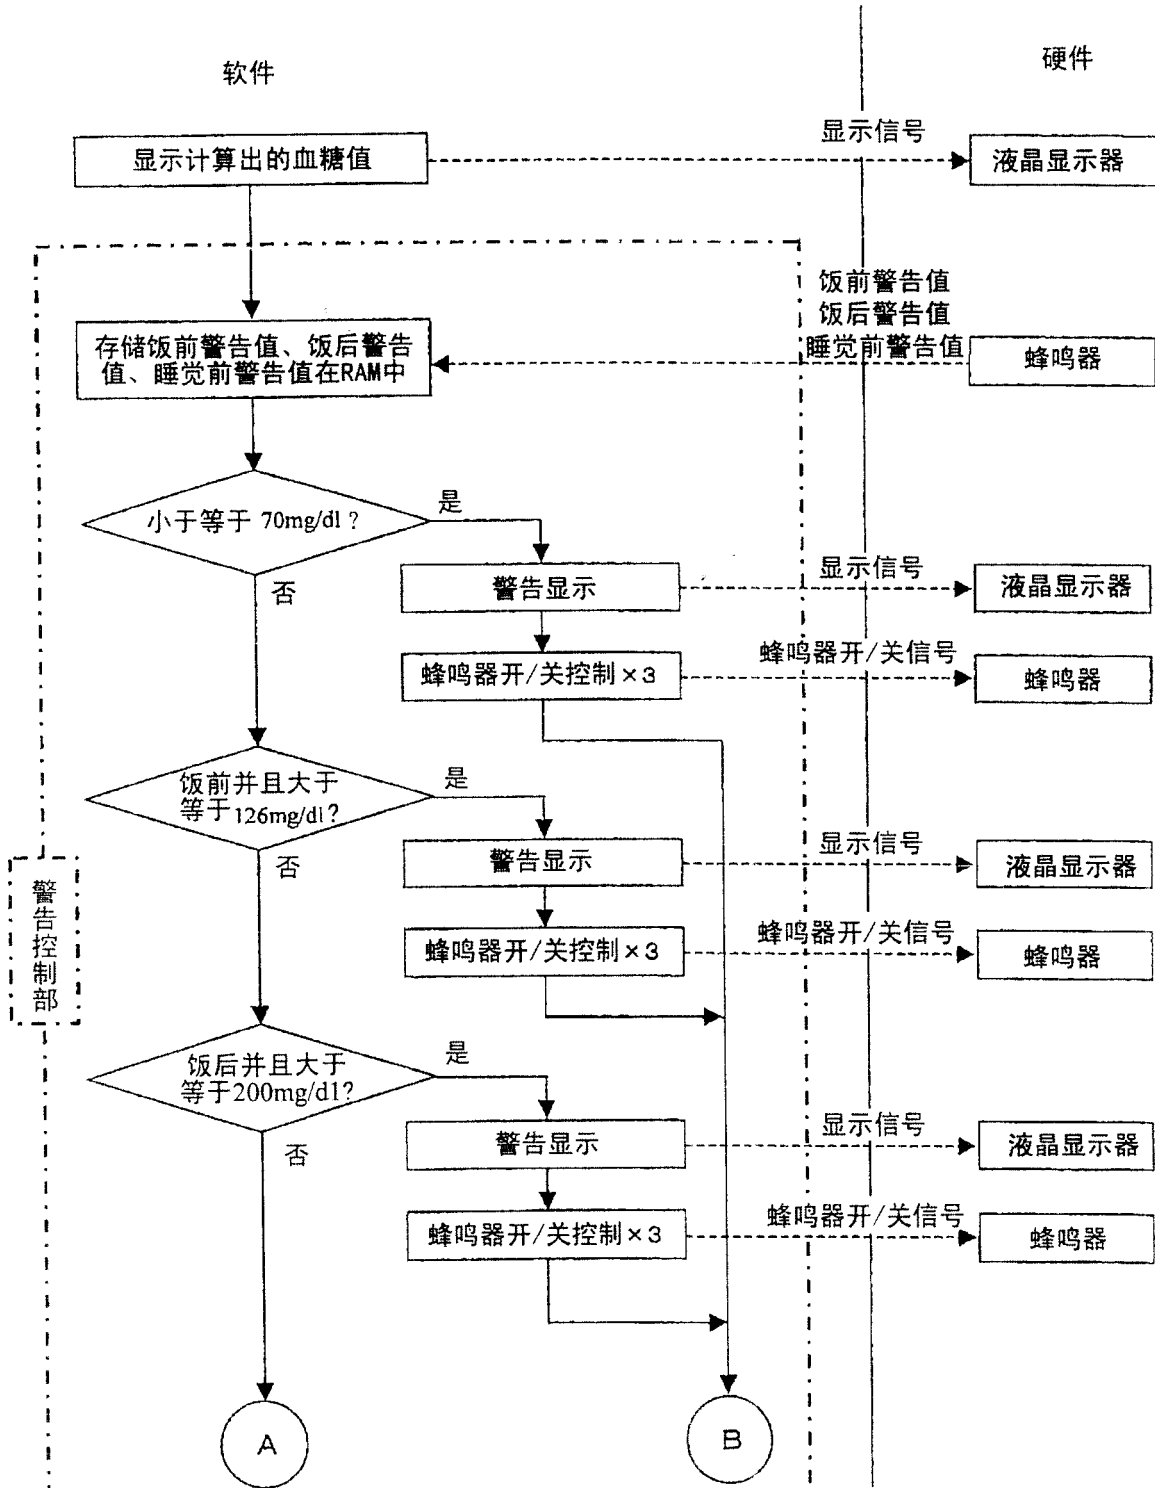 软件
硬件
显示信号
显示计算出的血糖值
液晶显示器
饭前警告值
饭后警告值
睡觉前警告值
存储饭前警告值、饭后警告
值、睡觉前警告值在RAM中
蜂鸣器
小于等于 70mg/dl？
是
否
警告显示
显示信号
液晶显示器
蜂鸣器开/关控制×3
蜂鸣器开/关信号
蜂鸣器
饭前并且大于
等于126mg/dl？
是
否
警告显示
显示信号
液晶显示器
蜂鸣器开/关控制×3
蜂鸣器开/关信号
蜂鸣器
警告控制部
饭后并且大于
等于200mg/d1？
是
否
警告显示
显示信号
液晶显示器
蜂鸣器开/关控制×3
蜂鸣器开/关信号
蜂鸣器
A
B